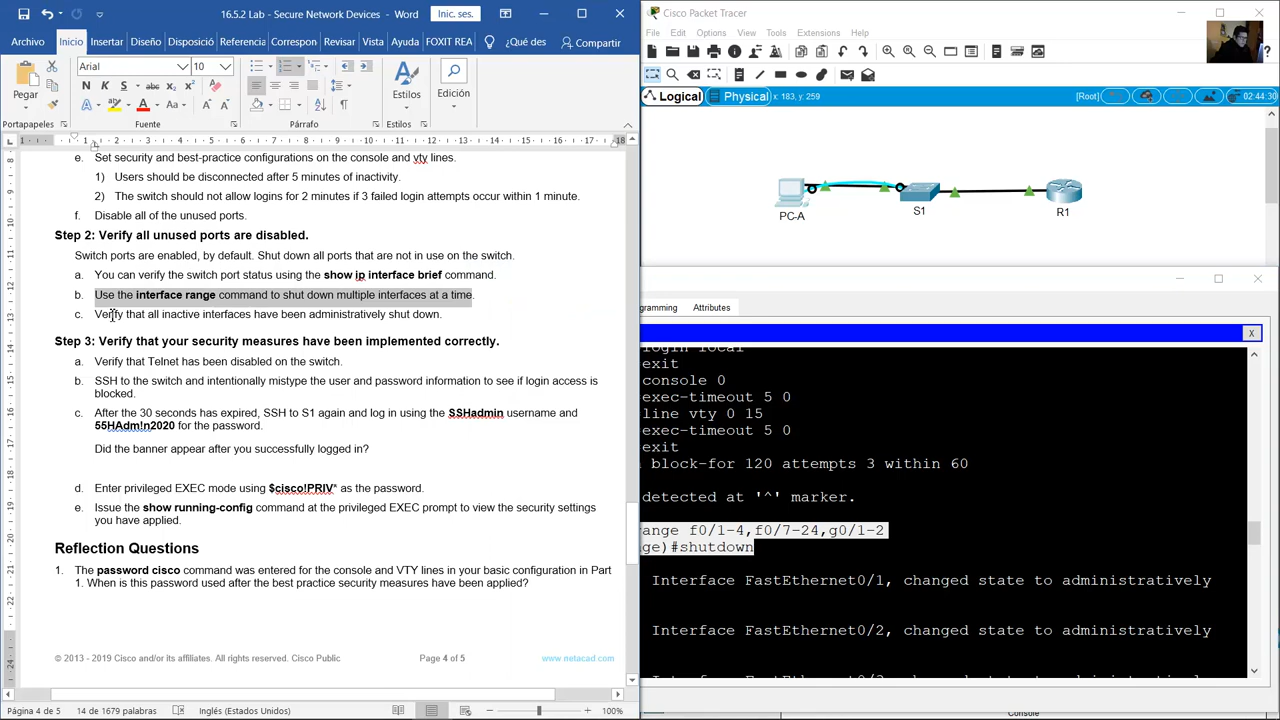 16.5.2 Lab - Secure Network Devices - Word
Inic. ses.
Archivo
Inicio
Insertar
Diseño
Disposició
Referencia
Correspon
Revisar
Vista
Ayuda
FOXIT REA
¿Qué des
Compartir
Pegar
Arial
10
Estilos
Edición
Portapapeles
Fuente
Párrafo
Estilos
e. Set security and best-practice configurations on the console and vty lines.
1) Users should be disconnected after 5 minutes of inactivity.
The switch should not allow logins for 2 minutes if 3 failed login attempts occur within 1 minute.
f. Disable all of the unused ports.
Step 2: Verify all unused ports are disabled.
Switch ports are enabled, by default. Shut down all ports that are not in use on the switch.
a. You can verify the switch port status using the show ip interface brief command.
b. Use the interface range command to shut down multiple interfaces at a time.
c. Verify that all inactive interfaces have been administratively shut down.
Step 3: Verify that your security measures have been implemented correctly.
a. Verify that Telnet has been disabled on the switch.
b. SSH to the switch and intentionally mistype the user and password information to see if login access is
blocked.
c. After the 30 seconds has expired, SSH to S1 again and log in using the SSHadmin username and
55HAdm!n2020 for the password.
Did the banner appear after you successfully logged in?
d. Enter privileged EXEC mode using $cisco!PRIV* as the password.
e. Issue the show running-config command at the privileged EXEC prompt to view the security settings
you have applied.
Reflection Questions
1. The password cisco command was entered for the console and VTY lines in your basic configuration in Part
1. When is this password used after the best practice security measures have been applied?
© 2013 - 2019 Cisco and/or its affiliates. All rights reserved. Cisco Public
Page 4 of 5
www.netacad.com
Página 4 de 5
14 de 1679 palabras
Inglés (Estados Unidos)
100%
Cisco Packet Tracer
File Edit Options View Tools Extensions Help
Logical
Physical
x: 183, y: 259
[Root]
02:44:30
PC-A
S1
R1
gramming
Attributes
X
login local
exit
console 0
exec-timeout 5 0
line vty 0 15
exec-timeout 5 0
exit
block-for 120 attempts 3 within 60
detected at '^' marker.
range f0/1-4,f0/7-24,g0/1-2
ge)#shutdown
Interface FastEthernet0/1, changed state to administratively
Interface FastEthernet0/2, changed state to administratively
Console